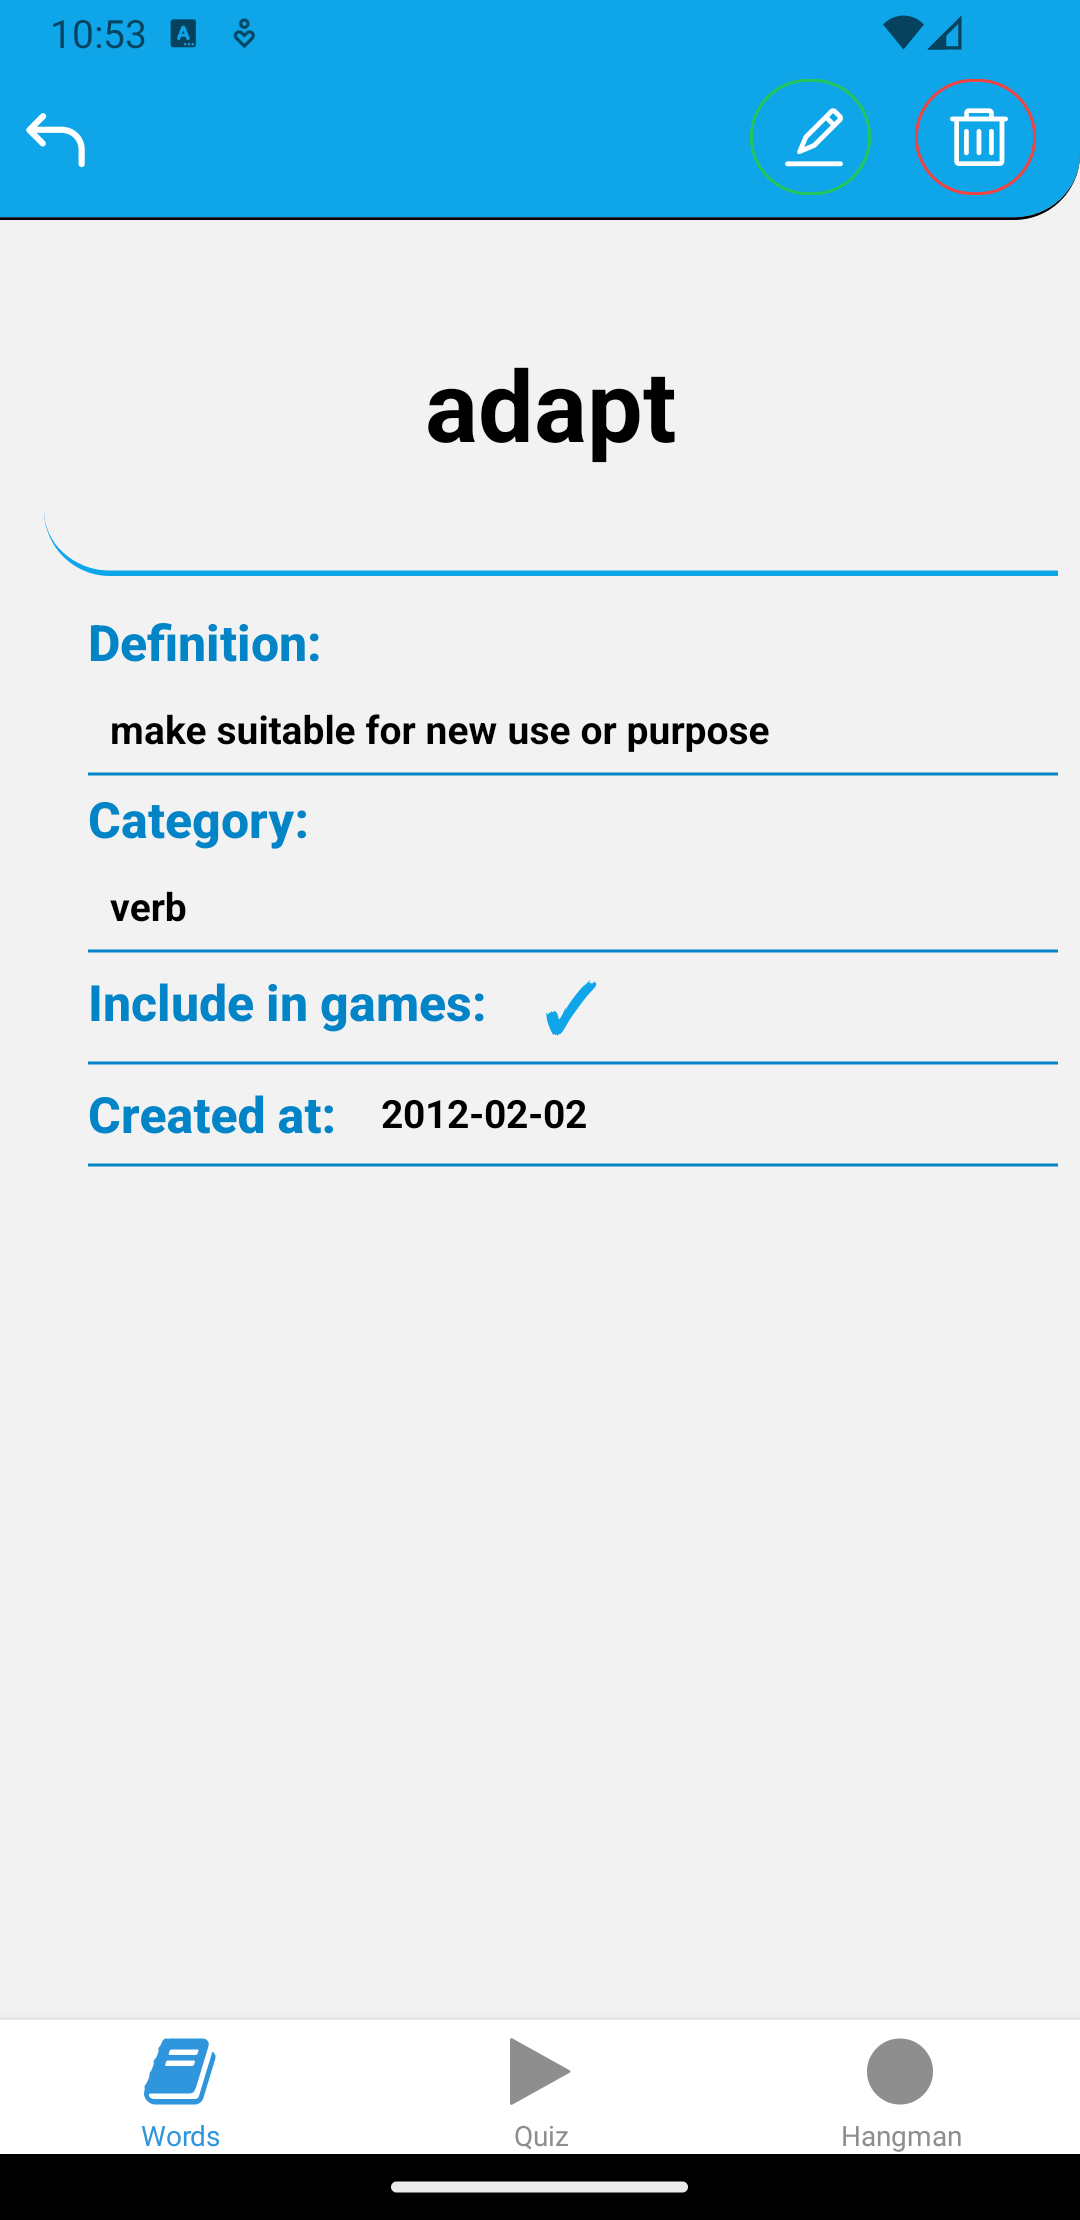 10:53
adapt
Definition:
make suitable for new use or purpose
Category:
verb
Include in games: ✓
Created at: 2012-02-02
Words
Quiz
Hangman